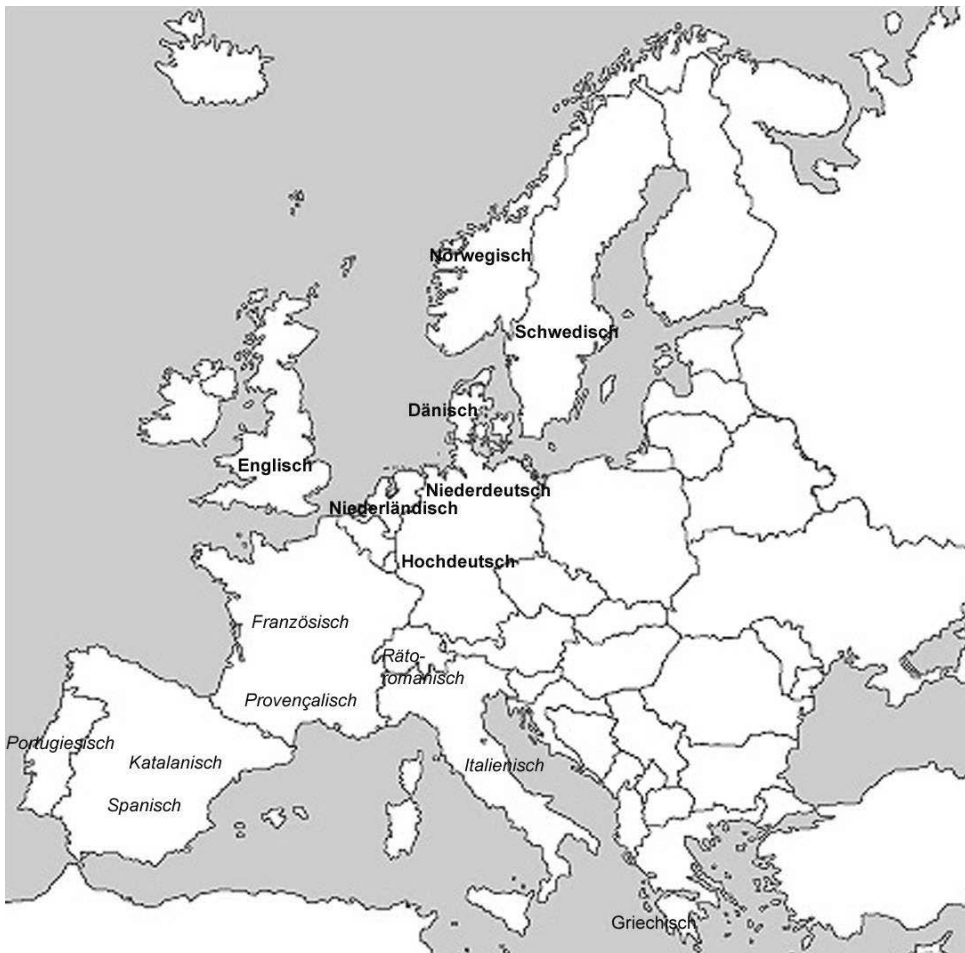 Norwegisch
Schwedisch
Dänisch
Englisch
Niederdeutsch
Niederländisch
Hochdeutsch
Französisch
Räto-
romanisch
Provençalisch
Portugiesisch
Katalanisch
Italienisch
Spanisch
Griechisch